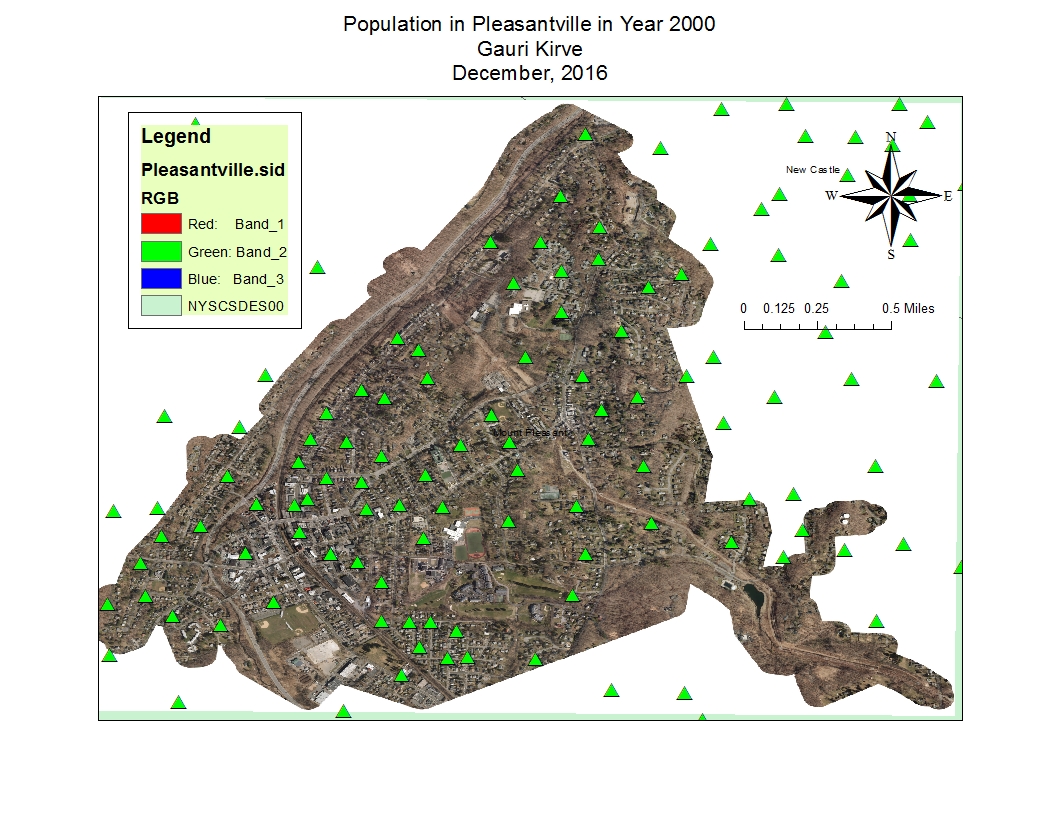 Population in Pleasantville in Year 2000
Gauri Kirve
December, 2016
Legend
Pleasantville.sid
RGB
Red: Band_1
Green: Band_2
Blue: Band_3
NYSCSDES00
New Castle
N
W E
S
0 0.125 0.25 0.5 Miles
Mount Pleasant